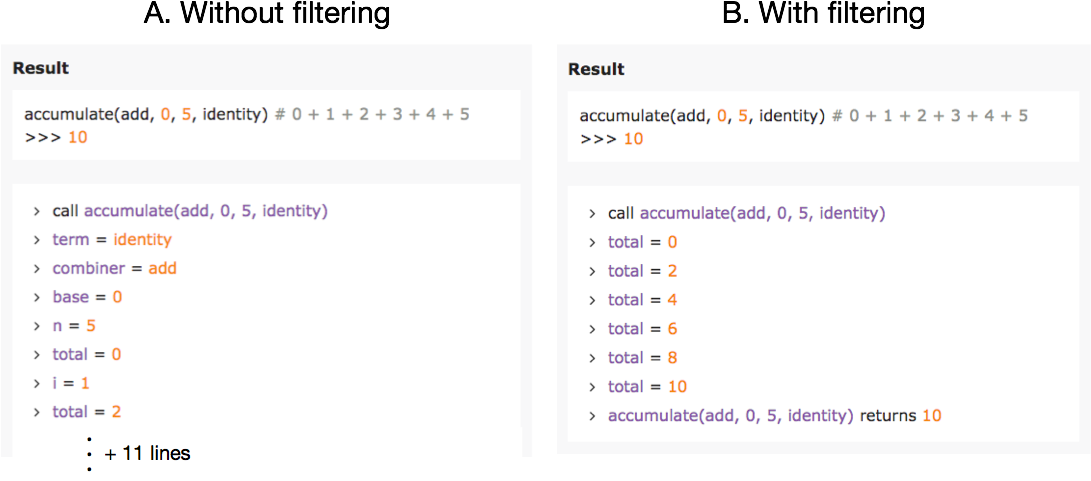 A. Without filtering
Result
accumulate(add, 0, 5, identity) # 0 + 1 + 2 + 3 + 4 + 5
>>> 10
> call accumulate(add, 0, 5, identity)
> term = identity
> combiner = add
> base = 0
> n = 5
> total = 0
> i = 1
> total = 2
+ 11 lines
B. With filtering
Result
accumulate(add, 0, 5, identity) # 0 + 1 + 2 + 3 + 4 + 5
>>> 10
> call accumulate(add, 0, 5, identity)
> total = 0
> total = 2
> total = 4
> total = 6
> total = 8
> total = 10
> accumulate(add, 0, 5, identity) returns 10